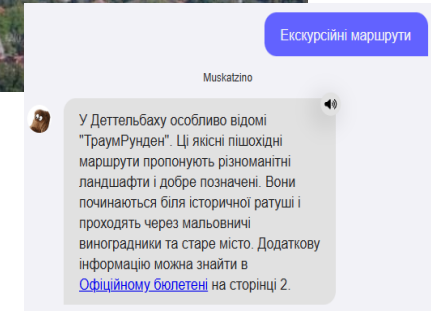 Екскурсійні маршрути
Muskatzino
У Деттельбаху особливо відомі
"ТраумРунден". Ці якісні пішохідні
маршрути пропонують різноманітні
ландшафти і добре позначені. Вони
починаються біля історичної ратуші і
проходять через мальовничі
виноградники та старе місто. Додаткову
інформацію можна знайти в
Офіційному бюлетені на сторінці 2.